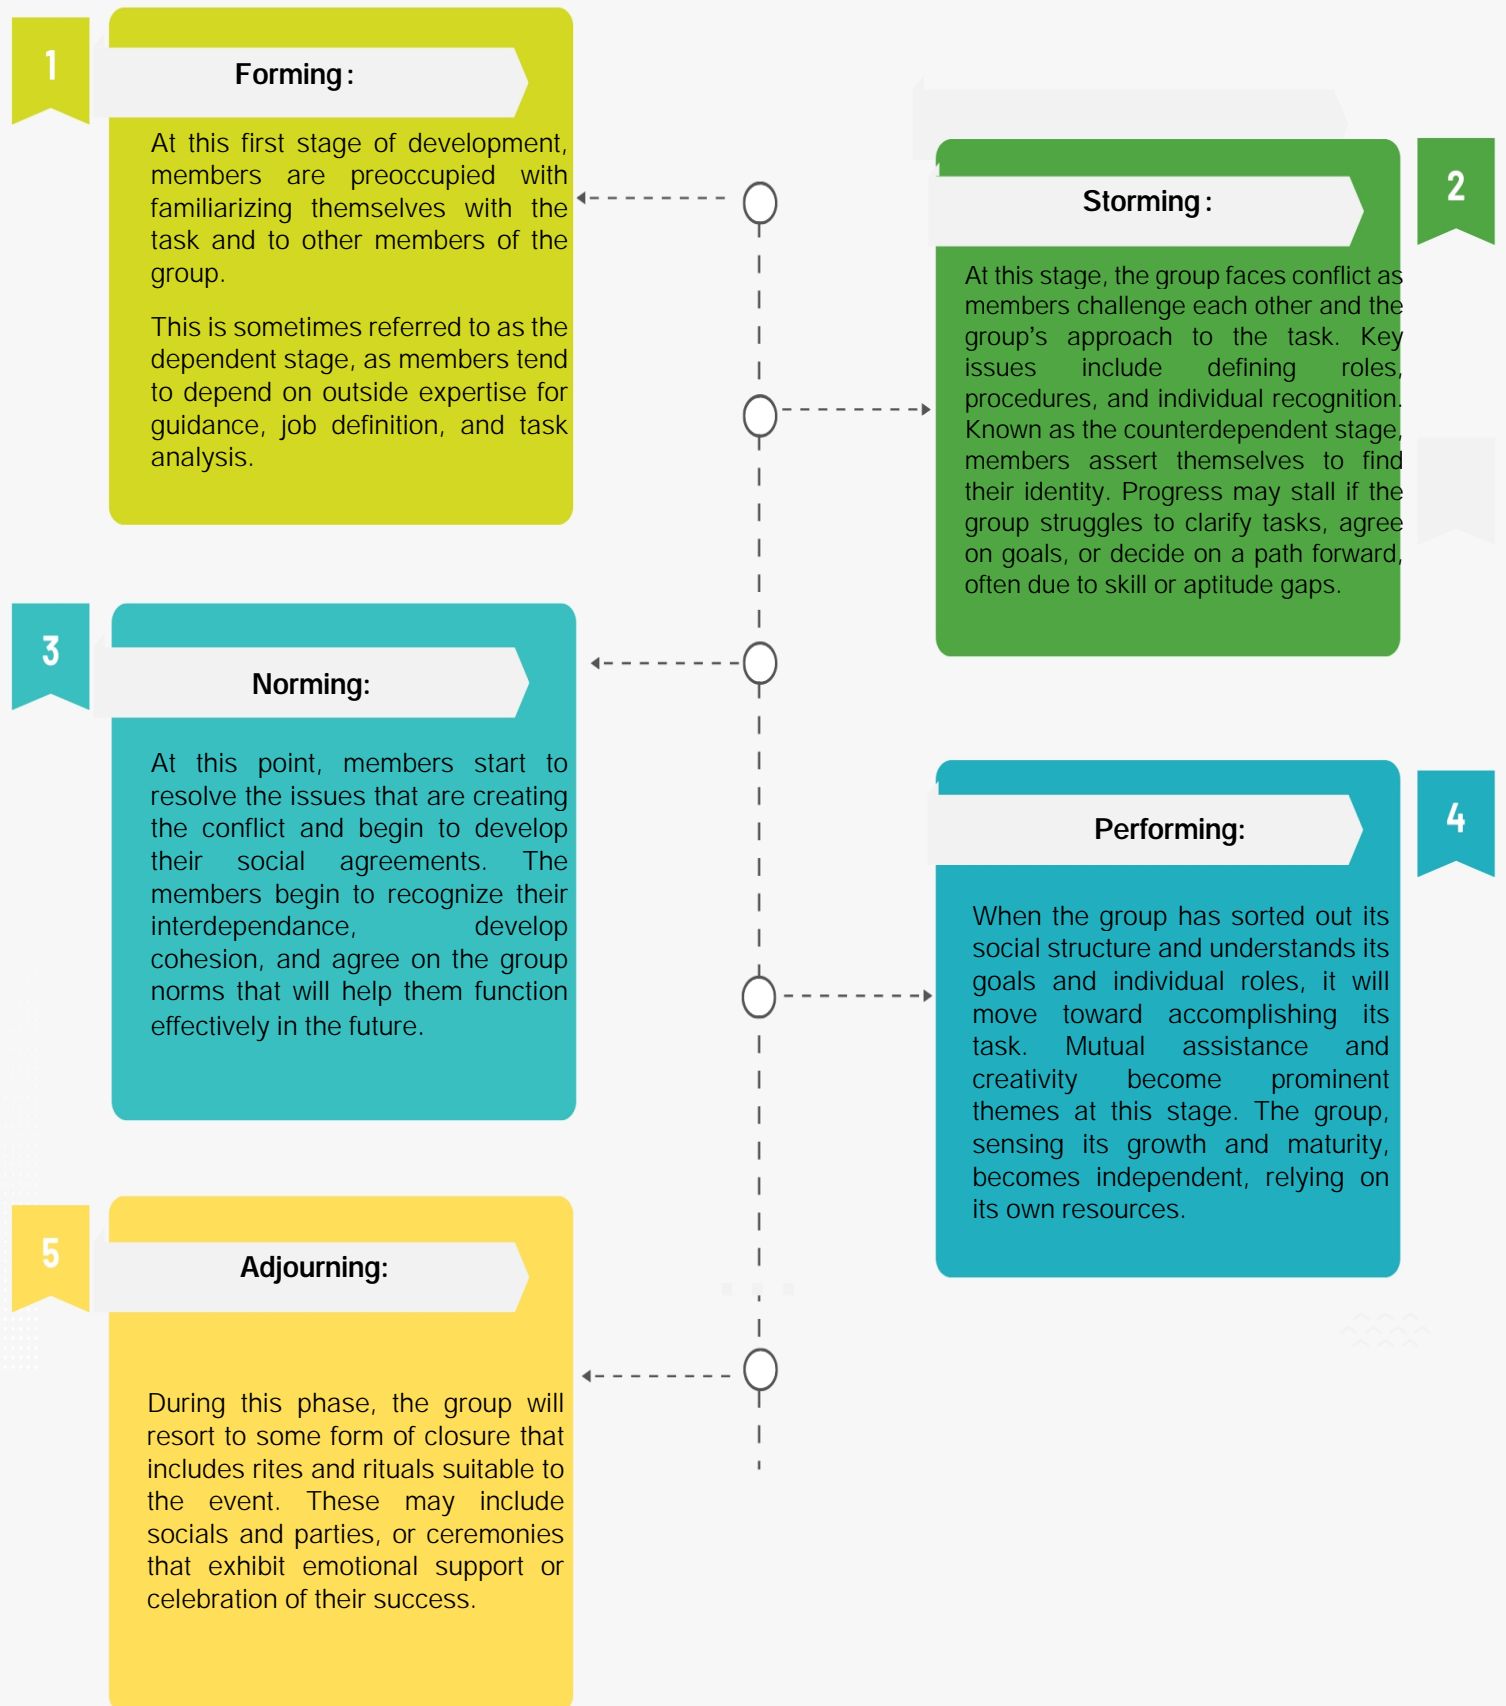 1
Forming :
At this first stage of development,
members are preoccupied with
familiarizing themselves with the
task and to other members of the
group.
This is sometimes referred to as the
dependent stage, as members tend
to depend on outside expertise for
guidance, job definition, and task
analysis.
2
Storming :
At this stage, the group faces conflict as
members challenge each other and the
group's approach to the task. Key
issues include defining roles,
procedures, and individual recognition.
Known as the counterdependent stage,
members assert themselves to find
their identity. Progress may stall if the
group struggles to clarify tasks, agree
on goals, or decide on a path forward,
often due to skill or aptitude gaps.
3
Norming:
At this point, members start to
resolve the issues that are creating
the conflict and begin to develop
their social agreements. The
members begin to recognize their
interdependance, develop
cohesion, and agree on the group
norms that will help them function
effectively in the future.
4
Performing:
When the group has sorted out its
social structure and understands its
goals and individual roles, it will
move toward accomplishing its
task. Mutual assistance and
creativity become prominent
themes at this stage. The group,
sensing its growth and maturity,
becomes independent, relying on
its own resources.
5
Adjourning:
During this phase, the group will
resort to some form of closure that
includes rites and rituals suitable to
the event. These may include
socials and parties, or ceremonies
that exhibit emotional support or
celebration of their success.